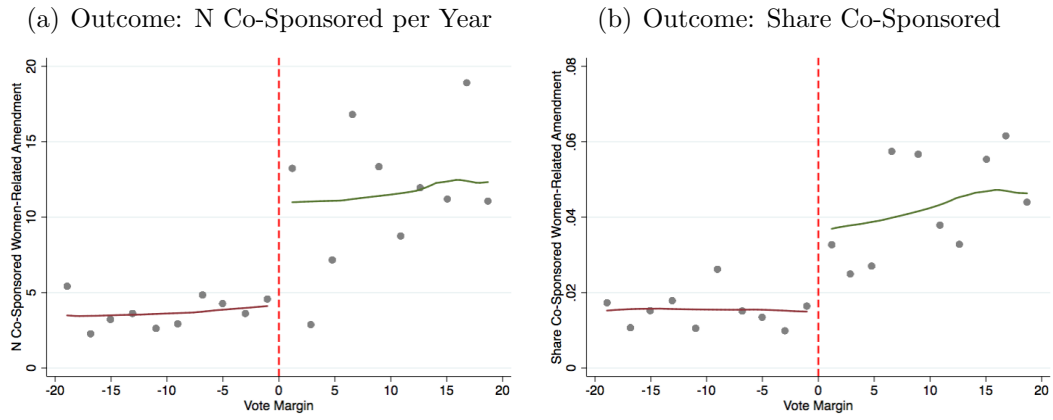 (a) Outcome: N Co-Sponsored per Year
N Co-Sponsored Women-Related Amendment
20
15
10
5
0
-20 -15 -10 -5 0 5 10 15 20
Vote Margin
(b) Outcome: Share Co-Sponsored
Share Co-Sponsored Women-Related Amendment
.08
.06
.04
.02
0
-20 -15 -10 -5 0 5 10 15 20
Vote Margin